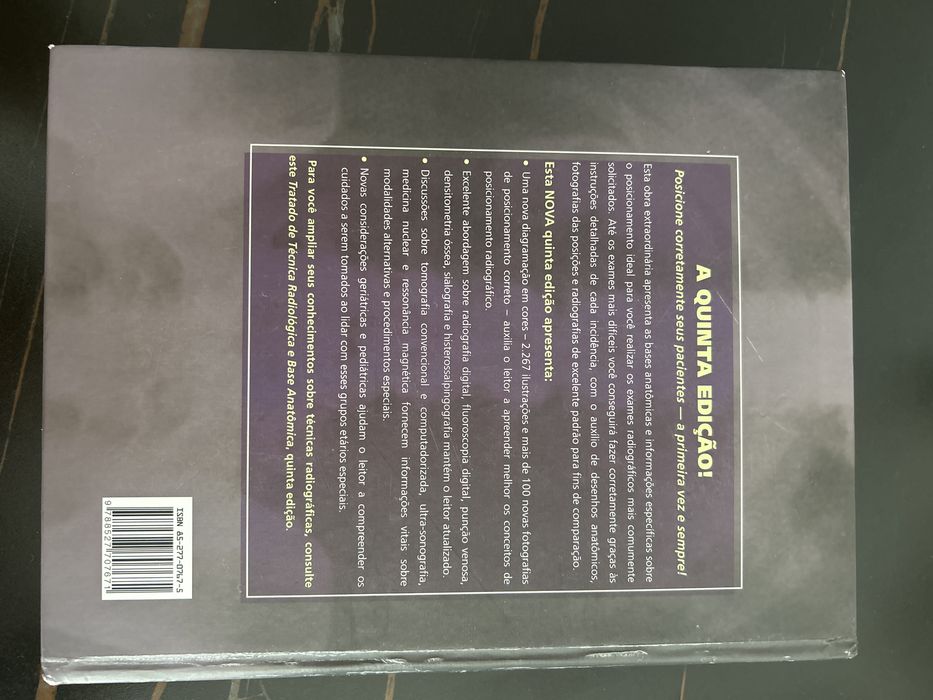 A QUINTA EDIÇÃO!
Posicione corretamente seus pacientes — a primeira vez e sempre!
Esta obra extraordinária apresenta as bases anatômicas e informações específicas sobre
o posicionamento ideal para você realizar os exames radiográficos mais comumente
solicitados. Até os exames mais difíceis você conseguirá fazer corretamente graças às
instruções detalhadas de cada incidência, com o auxílio de desenhos anatômicos,
fotografias das posições e radiografias de excelente padrão para fins de comparação.
Esta NOVA quinta edição apresenta:
• Uma nova diagramação em cores – 2.267 ilustrações e mais de 100 novas fotografias
de posicionamento correto – auxilia o leitor a apreender melhor os conceitos de
posicionamento radiográfico.
• Excelente abordagem sobre radiografia digital, fluoroscopia digital, punção venosa,
densitometria óssea, sialografia e histerossalpingografia mantém o leitor atualizado.
• Discussões sobre tomografia convencional e computadorizada, ultra-sonografia,
medicina nuclear e ressonância magnética fornecem informações vitais sobre
modalidades alternativas e procedimentos especiais.
• Novas considerações geriátricas e pediátricas ajudam o leitor a compreender os
cuidados a serem tomados ao lidar com esses grupos etários especiais.
Para você ampliar seus conhecimentos sobre técnicas radiográficas, consulte
este Tratado de Técnica Radiológica e Base Anatômica, quinta edição.
ISBN 85-277-0767-5
9 788527 707671